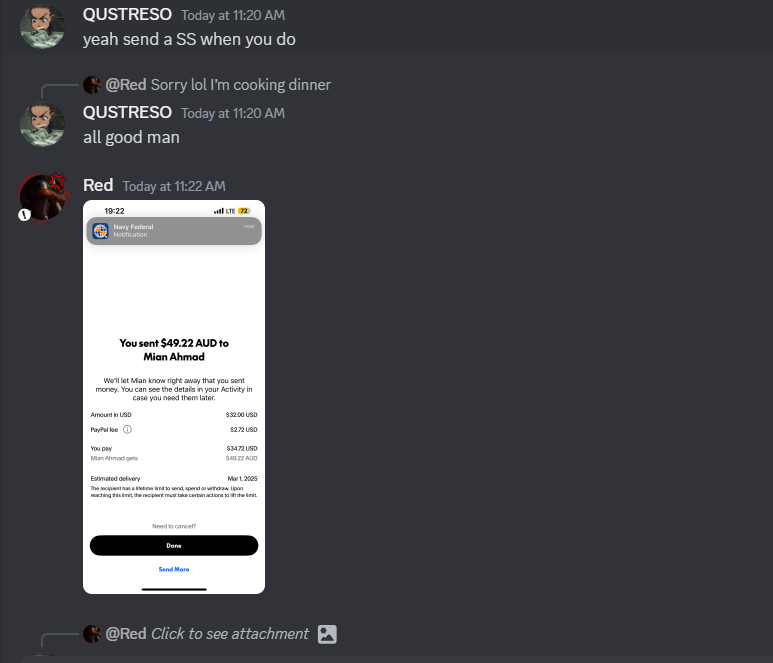 QUSTRESO Today at 11:20 AM
yeah send a SS when you do
@Red Sorry lol I'm cooking dinner
QUSTRESO Today at 11:20 AM
all good man
Red Today at 11:22 AM
19:22 LTE 72
Navy Federal now
Notification
You sent $49.22 AUD to
Mian Ahmad
We'll let Mian know right away that you sent
money. You can see the details in your Activity in
case you need them later.
Amount in USD $32.00 USD
PayPal fee $2.72 USD
You pay $34.72 USD
Mian Ahmad gets $49.22 AUD
Estimated delivery Mar 1, 2025
The recipient has a lifetime limit to send, spend or withdraw. Upon
reaching this limit, the recipient must take certain actions to lift the limit.
Need to cancel?
Done
Send More
@Red Click to see attachment